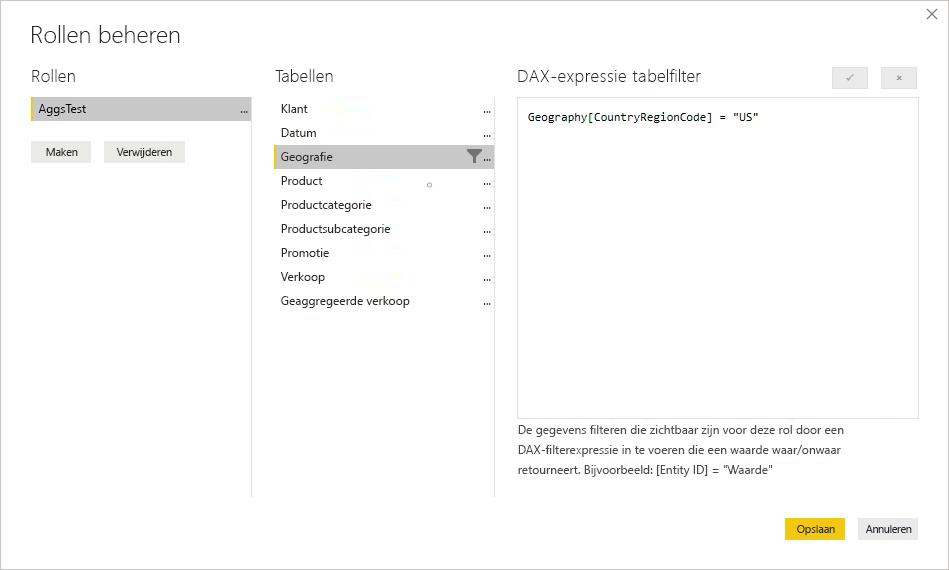 Rollen beheren
Rollen
AggsTest
...
Maken
Verwijderen
Tabellen
Klant ...
Datum ...
Geografie ...
Product ...
Productcategorie ...
Productsubcategorie ...
Promotie ...
Verkoop ...
Geaggregeerde verkoop ...
DAX-expressie tabelfilter
Geography[CountryRegionCode] = "US"
De gegevens filteren die zichtbaar zijn voor deze rol door een
DAX-filterexpressie in te voeren die een waarde waar/onwaar
retourneert. Bijvoorbeeld: [Entity ID] = "Waarde"
Opslaan
Annuleren